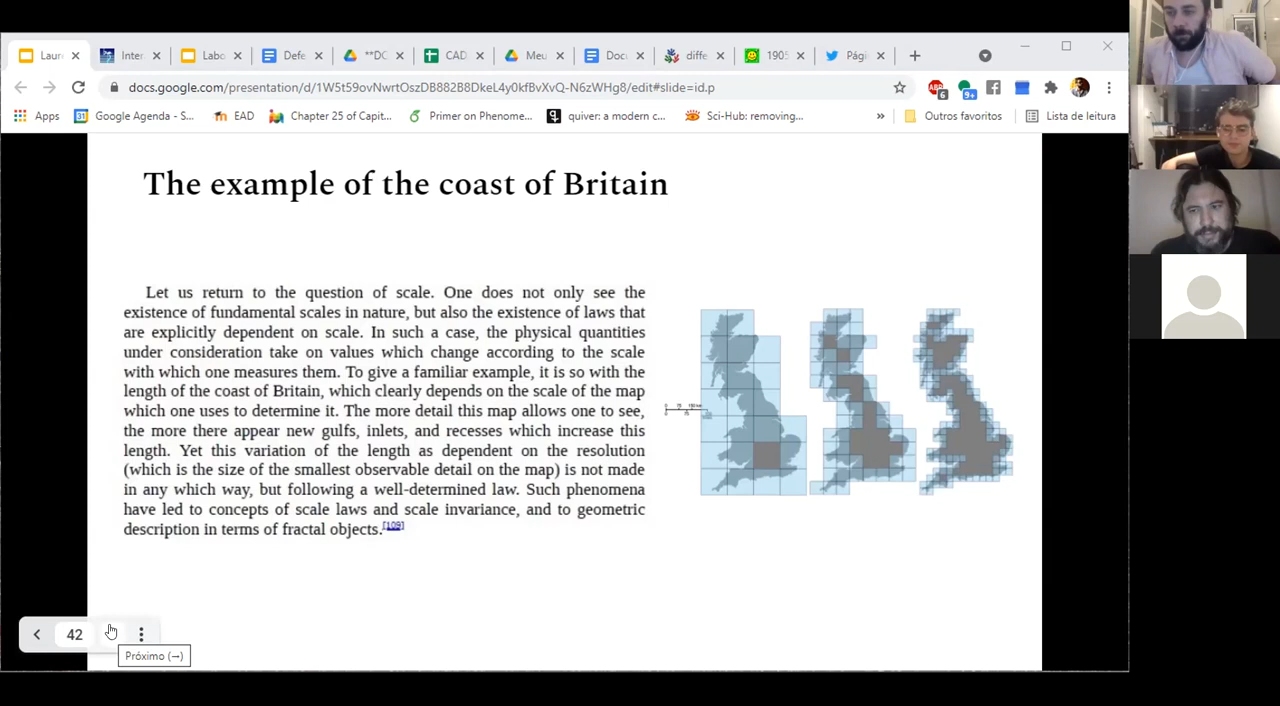 Laur
Inter
Labo
Defe
**DC
CAD
Meu
Doc
diffe
1905
Pági
docs.google.com/presentation/d/1W5t59ovNwrtOszDB882B8DkeL4y0kfBvXvQ-N6zWHg8/edit#slide=id.p
6
9+
Apps
31
Google Agenda - S...
EAD
Chapter 25 of Capit...
Primer on Phenome...
q
quiver: a modern c...
Sci-Hub: removing...
»
Outros favoritos
Lista de leitura
The example of the coast of Britain
Let us return to the question of scale. One does not only see the
existence of fundamental scales in nature, but also the existence of laws that
are explicitly dependent on scale. In such a case, the physical quantities
under consideration take on values which change according to the scale
with which one measures them. To give a familiar example, it is so with the
length of the coast of Britain, which clearly depends on the scale of the map
which one uses to determine it. The more detail this map allows one to see,
the more there appear new gulfs, inlets, and recesses which increase this
length. Yet this variation of the length as dependent on the resolution
(which is the size of the smallest observable detail on the map) is not made
in any which way, but following a well-determined law. Such phenomena
have led to concepts of scale laws and scale invariance, and to geometric
description in terms of fractal objects.[109]
42
Próximo (→)